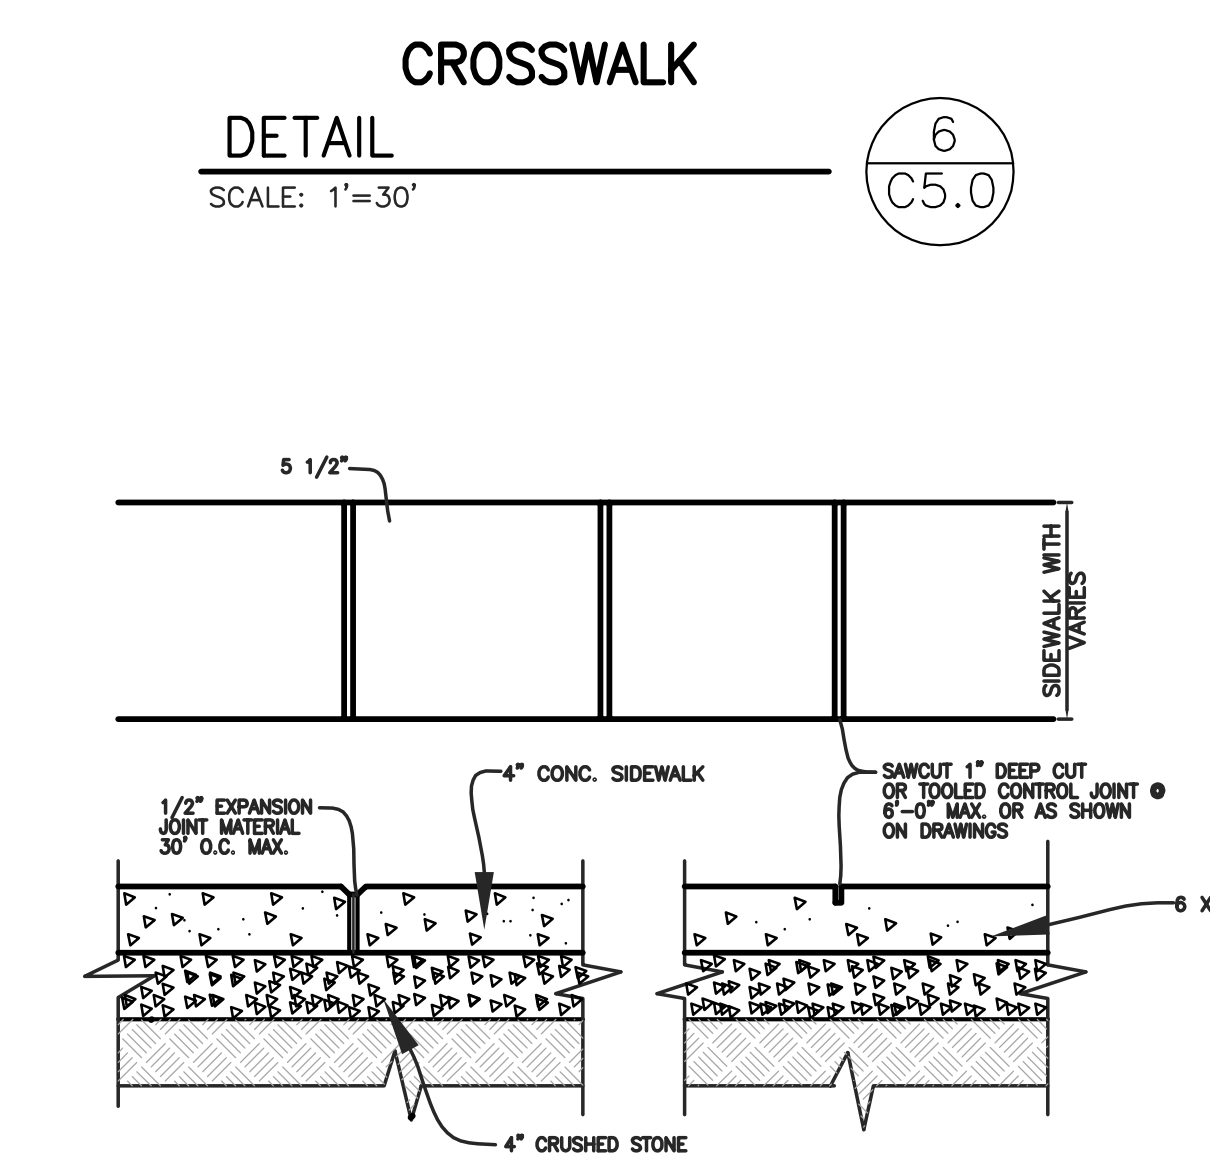 CROSSWALK
DETAIL
6
C5.0
SCALE: 1'=30'
5 1/2"
SIDEWALK WITH
VARIES
4" CONC. SIDEWALK
SAWCUT 1" DEEP CUT
OR TOOLED CONTROL JOINT @
6'-0" MAX. OR AS SHOWN
ON DRAWINGS
1/2" EXPANSION
JOINT MATERIAL
30' O.C. MAX.
6 X
4" CRUSHED STONE